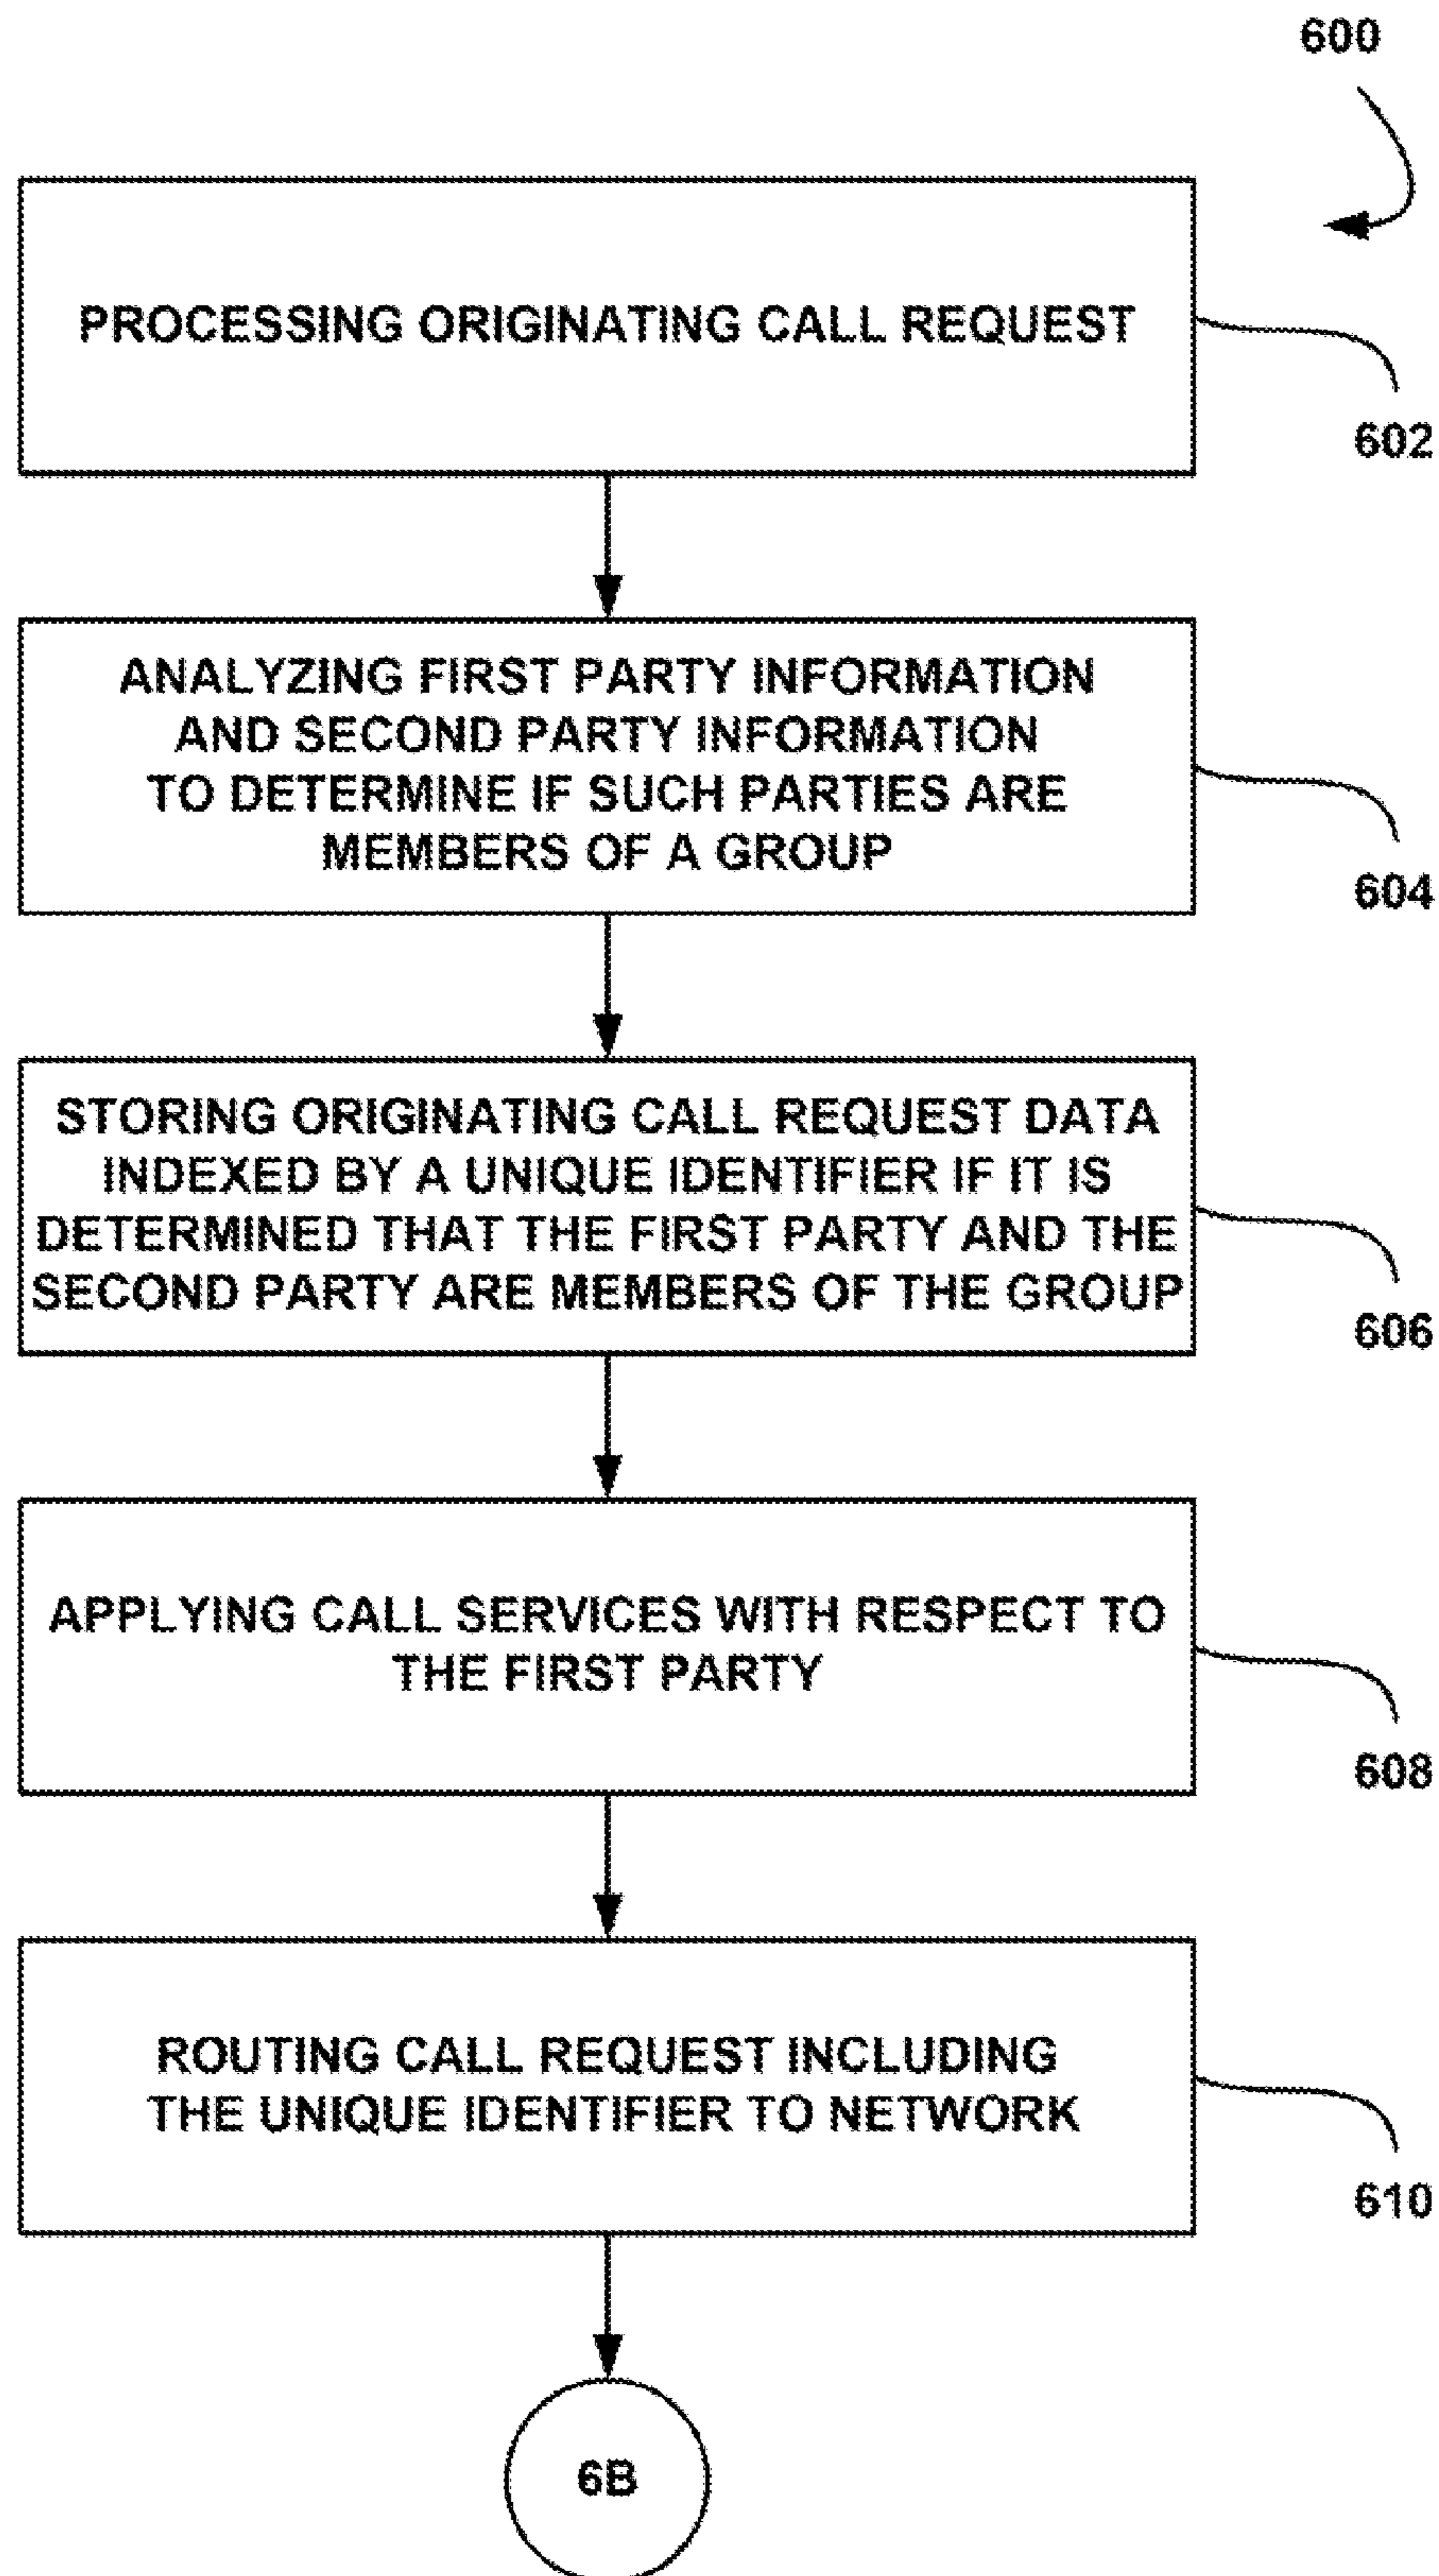 600
PROCESSING ORIGINATING CALL REQUEST
602
ANALYZING FIRST PARTY INFORMATION
AND SECOND PARTY INFORMATION
TO DETERMINE IF SUCH PARTIES ARE
MEMBERS OF A GROUP
604
STORING ORIGINATING CALL REQUEST DATA
INDEXED BY A UNIQUE IDENTIFIER IF IT IS
DETERMINED THAT THE FIRST PARTY AND THE
SECOND PARTY ARE MEMBERS OF THE GROUP
606
APPLYING CALL SERVICES WITH RESPECT TO
THE FIRST PARTY
608
ROUTING CALL REQUEST INCLUDING
THE UNIQUE IDENTIFIER TO NETWORK
610
6B